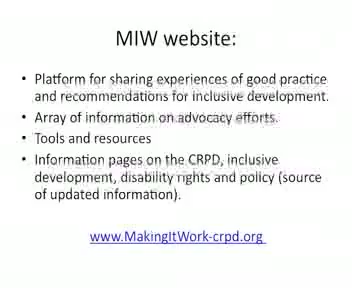 MIW website:
• Platform for sharing experiences of good practice
and recommendations for inclusive development.
• Array of information on advocacy efforts.
• Tools and resources
• Information pages on the CRPD, inclusive
development, disability rights and policy (source
of updated information).
www.MakingItWork-crpd.org